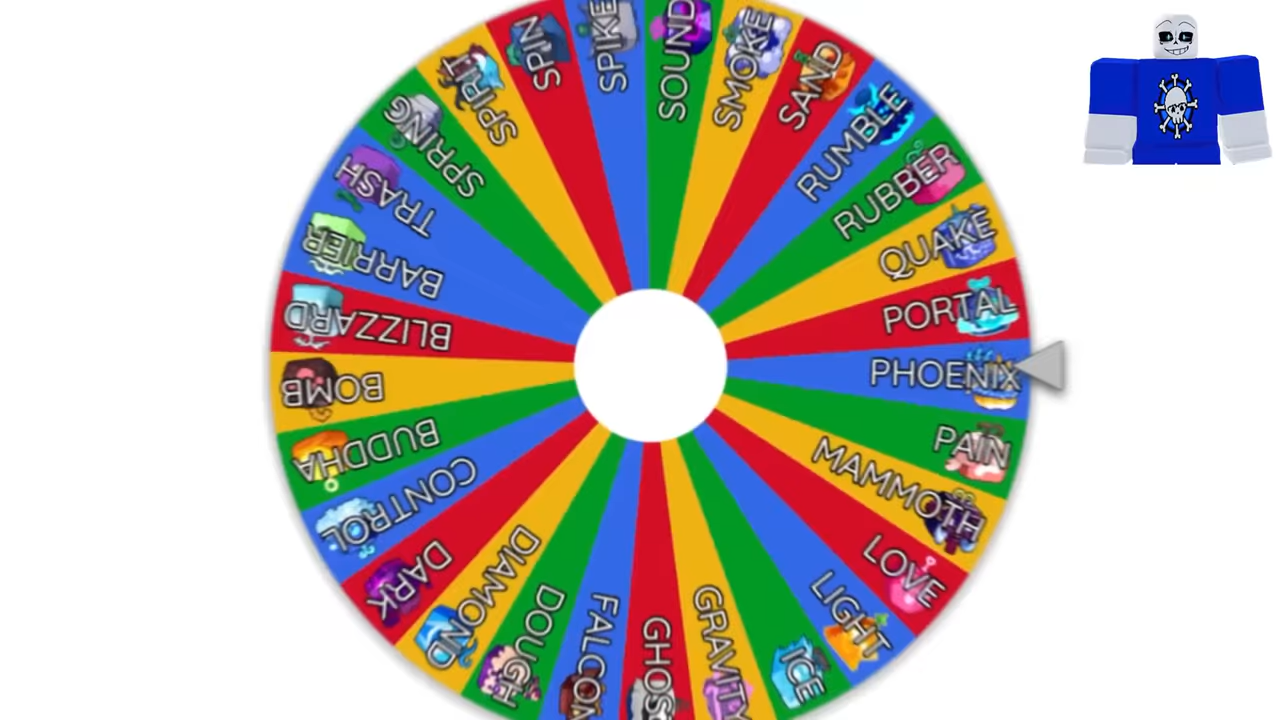 SPIN
SPIKE
SOUND
SMOKE
SAND
RUMBLE
RUBBER
QUAKE
PORTAL
PHOENIX
PAIN
MAMMOTH
LOVE
LIGHT
ICE
GRAVITY
GHOS
FALCON
DOUGH
DIAMOND
DARK
CONTROL
BUDDHA
BOMB
BLIZZARD
BARRIER
TRASH
SPRING
SPIRIT